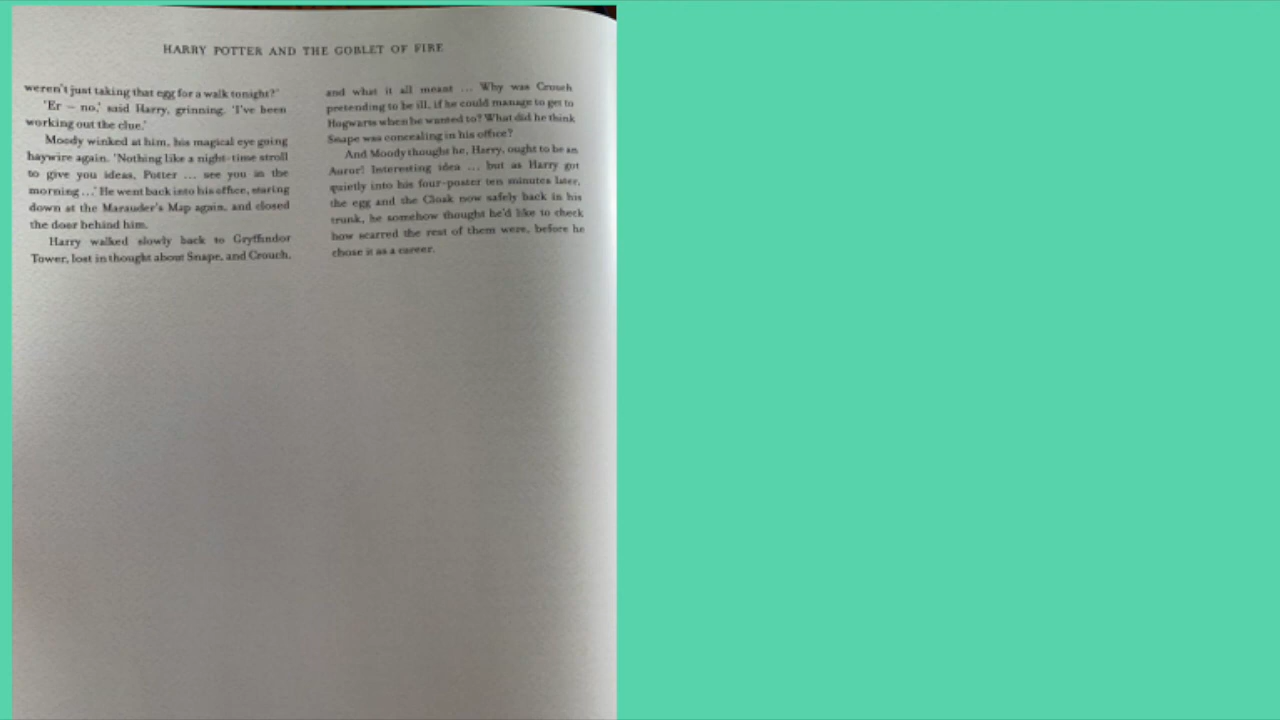 HARRY POTTER AND THE GOBLET OF FIRE
weren't just taking that egg for a walk tonight?'
'Er – no,' said Harry, grinning. 'I've been
working out the clue.'
Moody winked at him, his magical eye going
haywire again. 'Nothing like a night-time stroll
to give you ideas, Potter ... see you in the
morning ...' He went back into his office, staring
down at the Marauder's Map again, and closed
the door behind him.
Harry walked slowly back to Gryffindor
Tower, lost in thought about Snape, and Crouch,
and what it all meant ... Why was Crouch
pretending to be ill, if he could manage to get to
Hogwarts when he wanted to? What did he think
Snape was concealing in his office?
And Moody thought he, Harry, ought to be an
Auror! Interesting idea ... but as Harry got
quietly into his four-poster ten minutes later,
the egg and the Cloak now safely back in his
trunk, he somehow thought he'd like to check
how scarred the rest of them were, before he
chose it as a career.